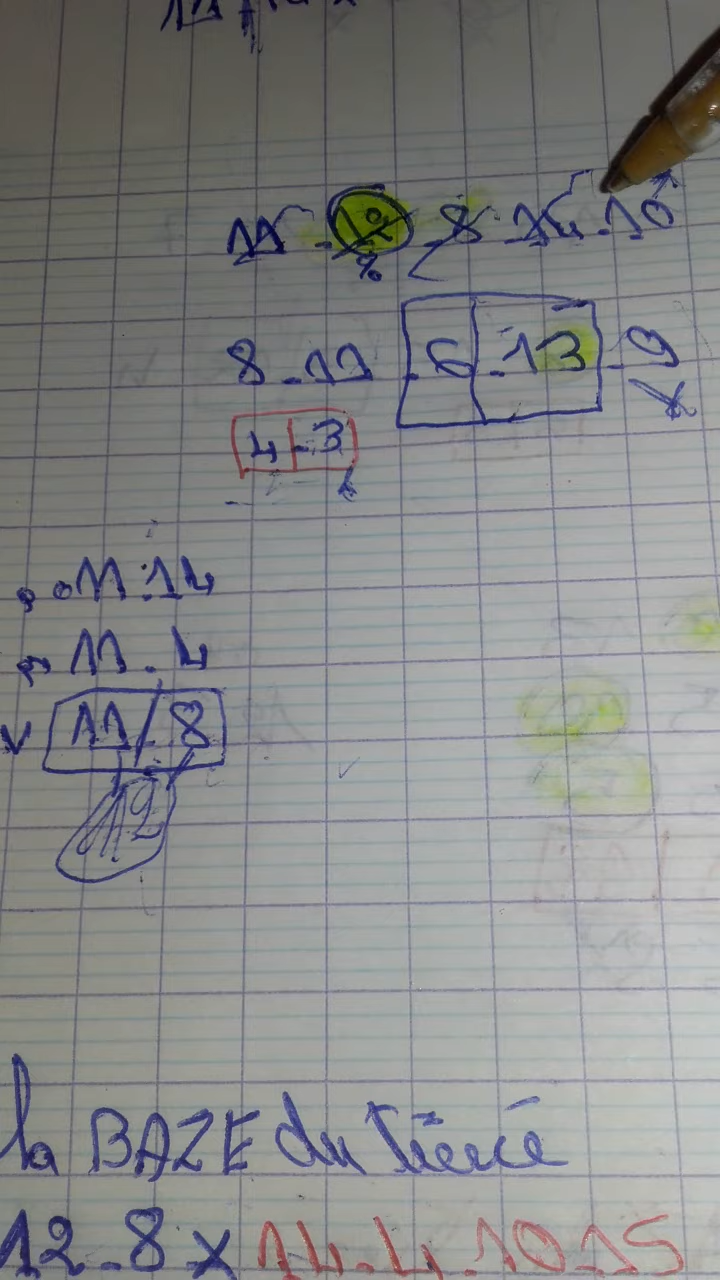 11 - 12 - 8 - 14 - 10
%
8 - 11 - 6 - 13 - 9
4 - 3
11 - 14
11 - 4
11 / 8
12
la BAZE du Tiercé
12 - 8 x 14 - 4 - 10 - 15